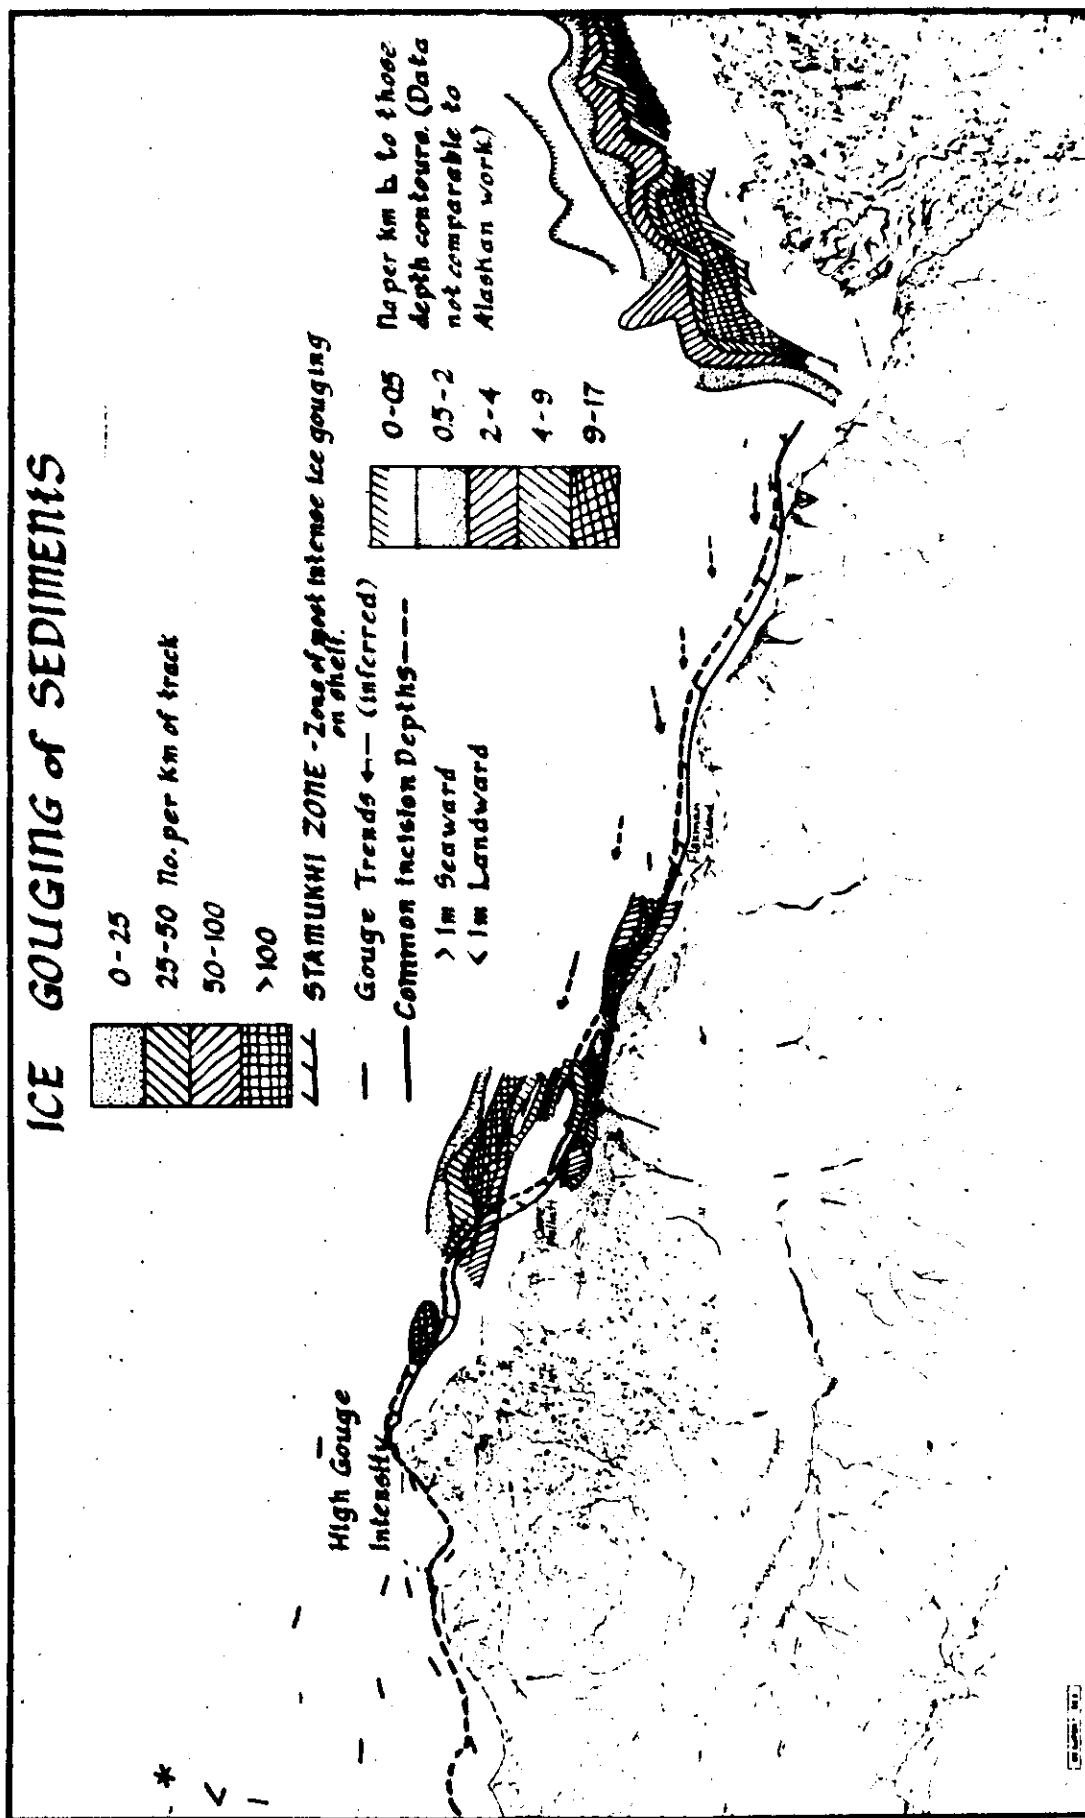 ICE GOUGING of SEDIMENTS
0-25
25-50 No. per Km of track
50-100
>100
STAMUKHI ZONE - Zone of most intense ice gouging
on shelf.
Gouge Trends ← — (inferred)
Common Incision Depths ----
> 1m Seaward
< 1m Landward
0-05
0.5-2
2-4
4-9
9-17
No per km L to those
depth contours. (Data
not comparable to
Alaskan work)
High Gouge
Intensity
Cape
Halkett
Flaxman
Island